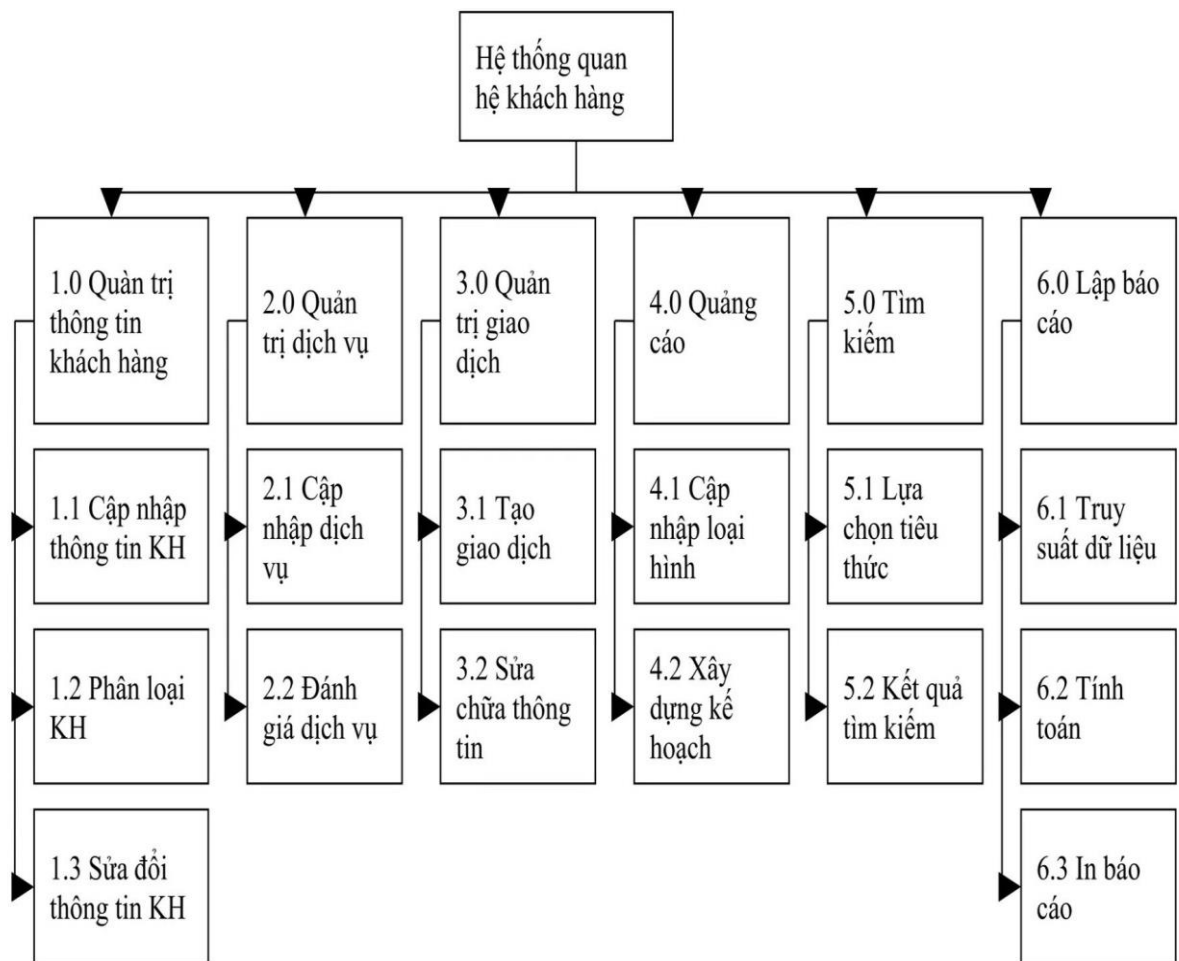 Hệ thống quan
hệ khách hàng
1.0 Quàn trị
thông tin
khách hàng
2.0 Quản
trị dịch vụ
3.0 Quản
trị giao
dịch
4.0 Quảng
cáo
5.0 Tìm
kiếm
6.0 Lập báo
cáo
1.1 Cập nhập
thông tin KH
2.1 Cập
nhập dịch
vụ
3.1 Tạo
giao dịch
4.1 Cập
nhập loại
hình
5.1 Lựa
chọn tiêu
thức
6.1 Truy
suất dữ liệu
1.2 Phân loại
KH
2.2 Đánh
giá dịch vụ
3.2 Sửa
chữa thông
tin
4.2 Xây
dựng kế
hoạch
5.2 Kết quả
tìm kiếm
6.2 Tính
toán
1.3 Sửa đổi
thông tin KH
6.3 In báo
cáo